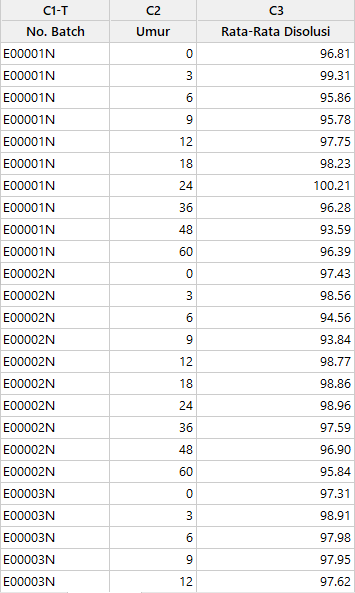 C1-T C2 C3
No. Batch Umur Rata-Rata Disolusi
E00001N 0 96.81
E00001N 3 99.31
E00001N 6 95.86
E00001N 9 95.78
E00001N 12 97.75
E00001N 18 98.23
E00001N 24 100.21
E00001N 36 96.28
E00001N 48 93.59
E00001N 60 96.39
E00002N 0 97.43
E00002N 3 98.56
E00002N 6 94.56
E00002N 9 93.84
E00002N 12 98.77
E00002N 18 98.86
E00002N 24 98.96
E00002N 36 97.59
E00002N 48 96.90
E00002N 60 95.84
E00003N 0 97.31
E00003N 3 98.91
E00003N 6 97.98
E00003N 9 97.95
E00003N 12 97.62